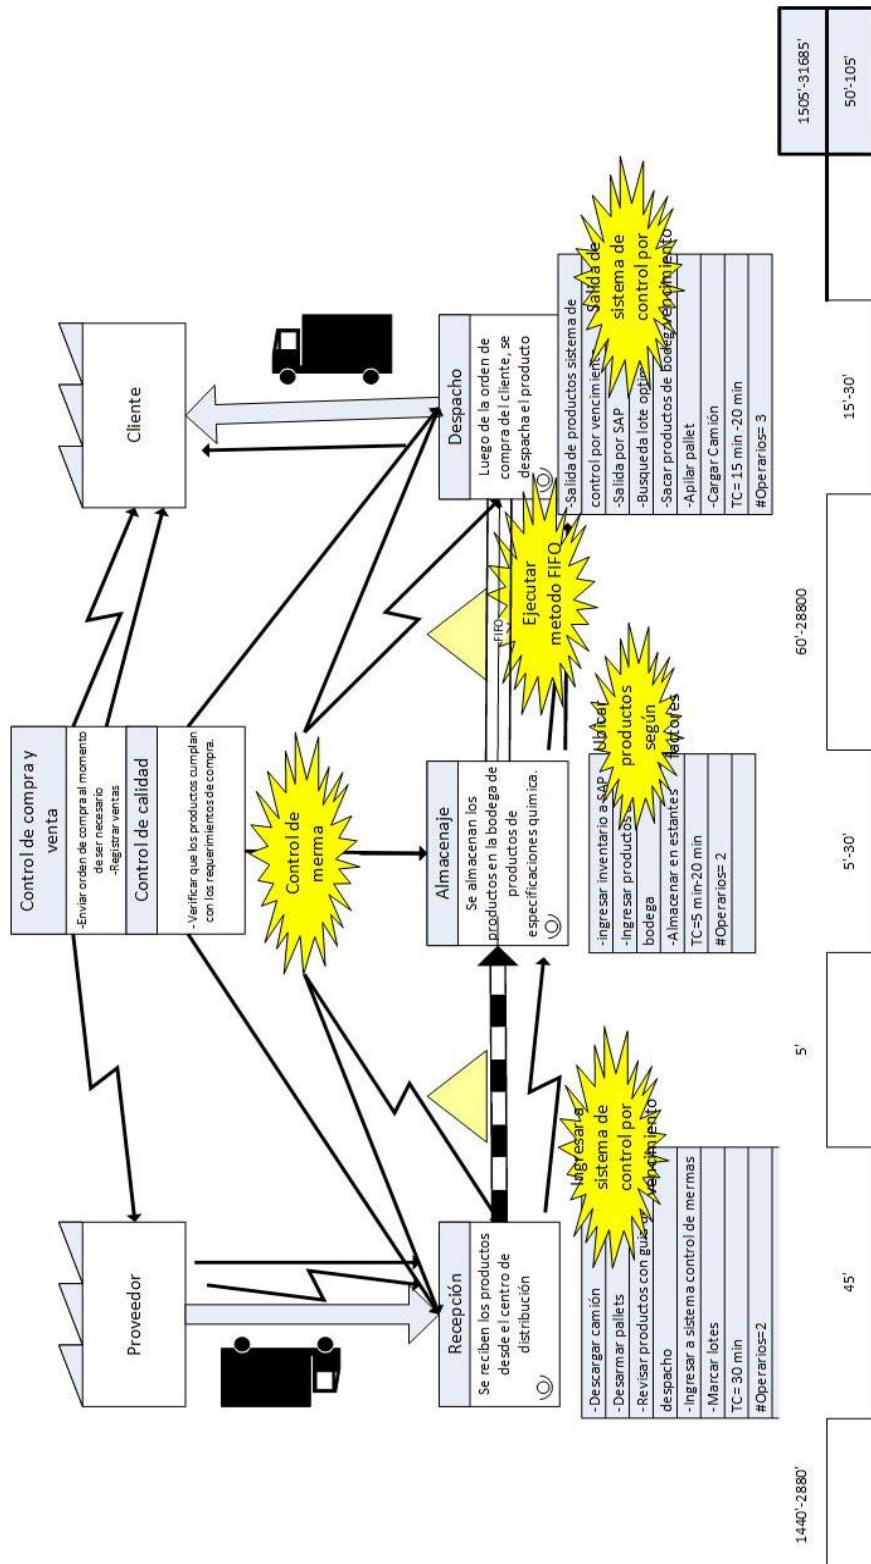 Proveedor
Control de compra y
venta
-Enviar orden de compra al momento
de ser necesario
-Registrar ventas
Control de calidad
-Verificar que los productos cumplan
con los requerimientos de compra.
Cliente
Control de
merma
Recepción
Se reciben los productos
desde el centro de
distribución
Almacenaje
Se almacenan los
productos en la bodega de
productos de
especificaciones quimica.
FIFO
Ejecutar
metodo FIFO
Despacho
Luego de la orden de
compra del cliente, se
despacha el producto
- Descargar camión
- Desarmar pallets
- Revisar productos con guia
despacho
- Ingresar a sistema control de mermas
- Marcar lotes
TC= 30 min
#Operarios=2
Ingresar a
sistema de
control por
vencimiento
-ingresar inventario a SAP
-Ingresar productos
bodega
-Almacenar en estantes
TC=5 min-20 min
#Operarios= 2
Ubicar
productos
según
factores
-Salida de productos sistema de
control por vencimiento
-Salida por SAP
-Busqueda lote
-Sacar productos de
-Apilar pallet
-Cargar Camión
TC= 15 min -20 min
#Operarios= 3
Salida de
sistema de
control por
vencimiento
1440'-2880'
45'
5'
5'-30'
60'-28800
15'-30'
1505'-31685'
50'-105'